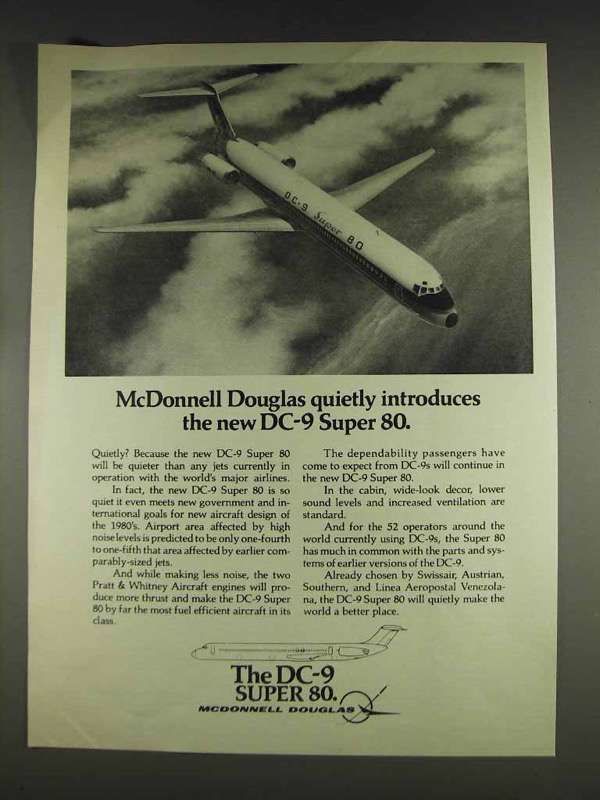 DC-9 Super 80
McDonnell Douglas quietly introduces
the new DC-9 Super 80.
Quietly? Because the new DC-9 Super 80
will be quieter than any jets currently in
operation with the world's major airlines.
In fact, the new DC-9 Super 80 is so
quiet it even meets new government and in-
ternational goals for new aircraft design of
the 1980's. Airport area affected by high
noise levels is predicted to be only one-fourth
to one-fifth that area affected by earlier com-
parably-sized jets.
And while making less noise, the two
Pratt & Whitney Aircraft engines will pro-
duce more thrust and make the DC-9 Super
80 by far the most fuel efficient aircraft in its
class.
The dependability passengers have
come to expect from DC-9s will continue in
the new DC-9 Super 80.
In the cabin, wide-look decor, lower
sound levels and increased ventilation are
standard.
And for the 52 operators around the
world currently using DC-9s, the Super 80
has much in common with the parts and sys-
tems of earlier versions of the DC-9.
Already chosen by Swissair, Austrian,
Southern, and Linea Aeropostal Venezola-
na, the DC-9 Super 80 will quietly make the
world a better place.
The DC-9
SUPER 80.
MCDONNELL DOUGLAS